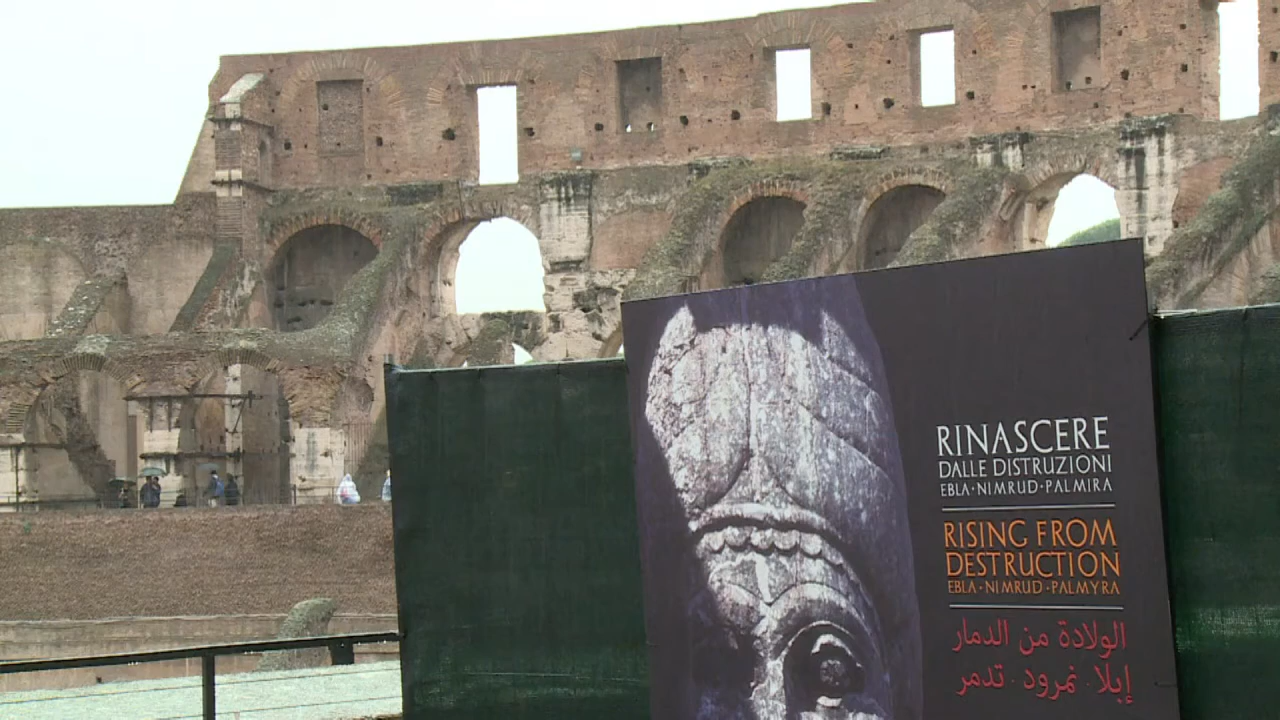 RINASCERE
DALLE DISTRUZIONI
EBLA·NIMRUD·PALMIRA
RISING FROM
DESTRUCTION
EBLA·NIMRUD·PALMYRA
الولادة من الدمار
إبلا · نمرود · تدمر